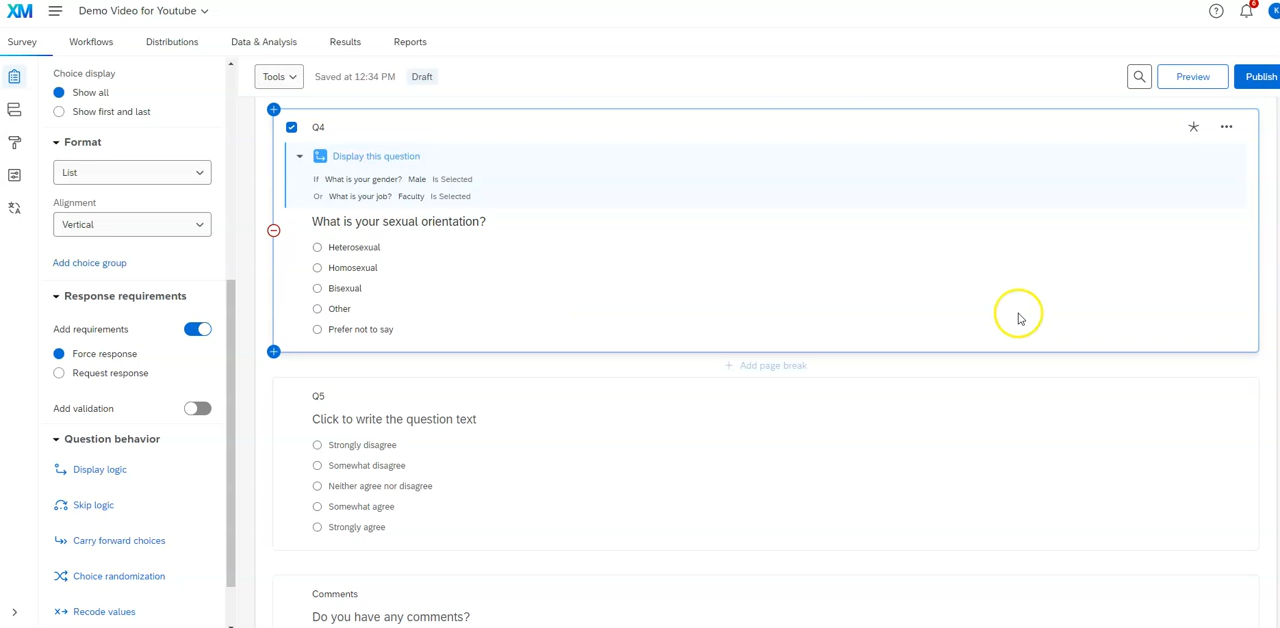 XM Demo Video for Youtube
6
K
Survey Workflows Distributions Data & Analysis Results Reports
Tools Saved at 12:34 PM Draft Preview Publish
Choice display
Show all
Show first and last
Format
List
Alignment
Vertical
Add choice group
Response requirements
Add requirements
Force response
Request response
Add validation
Question behavior
Display logic
Skip logic
Carry forward choices
Choice randomization
Recode values
Q4
Display this question
If What is your gender? Male Is Selected
Or What is your job? Faculty Is Selected
What is your sexual orientation?
Heterosexual
Homosexual
Bisexual
Other
Prefer not to say
Add page break
Q5
Click to write the question text
Strongly disagree
Somewhat disagree
Neither agree nor disagree
Somewhat agree
Strongly agree
Comments
Do you have any comments?